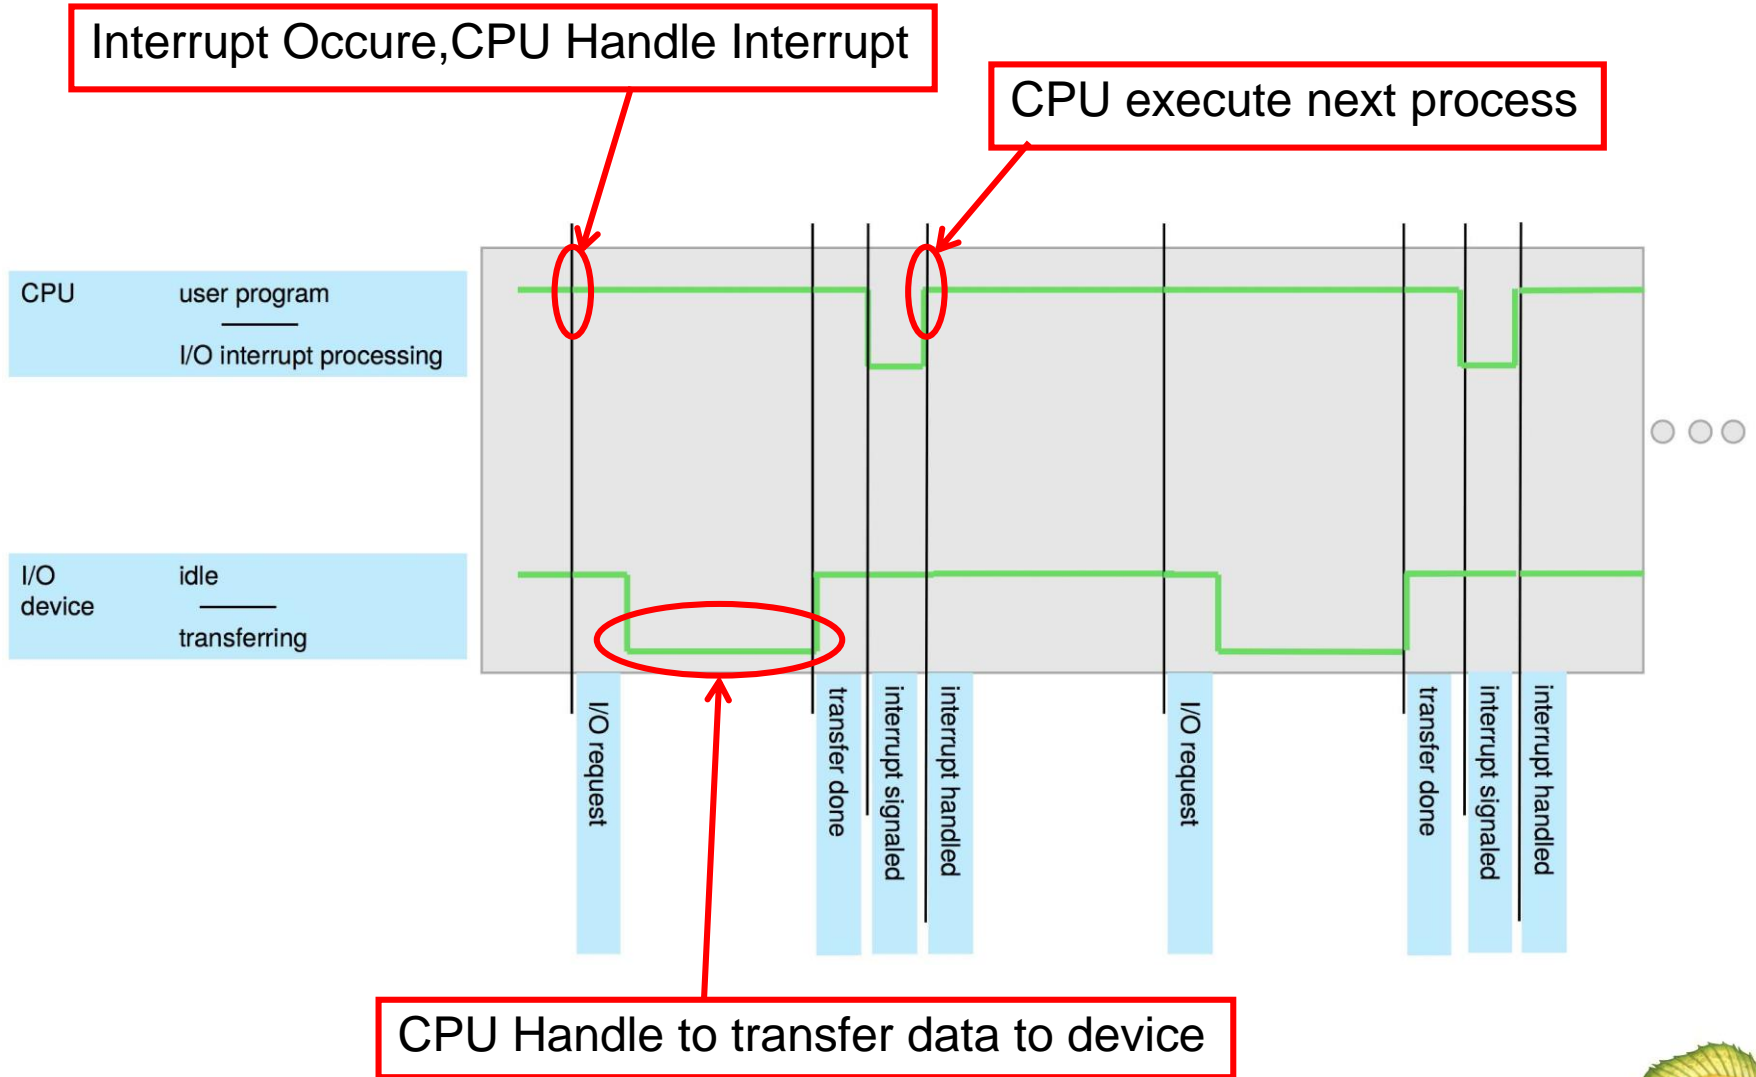 Interrupt Occure,CPU Handle Interrupt
CPU execute next process
CPU
user program
I/O interrupt processing
I/O
device
idle
transferring
I/O request
transfer done
interrupt signaled
interrupt handled
I/O request
transfer done
interrupt signaled
interrupt handled
CPU Handle to transfer data to device